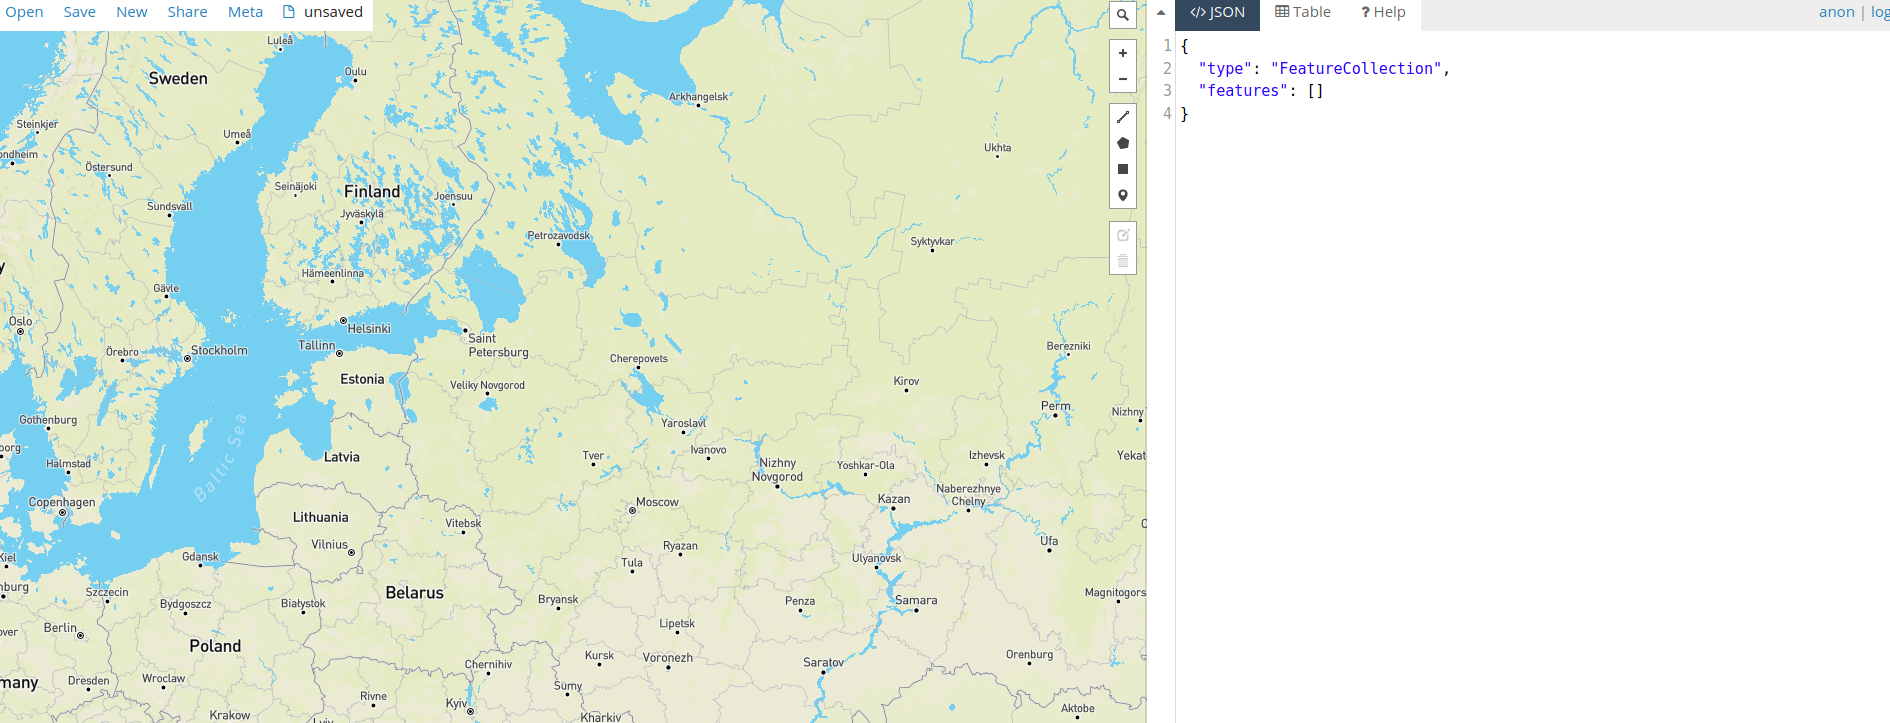 Open Save New Share Meta unsaved
</> JSON Table ? Help
anon | log
1 {
2 "type": "FeatureCollection",
3 "features": []
4 }
Luleå
Oulu
Sweden
Arkhangelsk
Steinkjer
Umeå
Ukhta
ondheim
Östersund
Seinäjoki
Finland
Joensuu
Sundsvall
Jyväskylä
Petrozavodsk
Syktyvkar
y
Hämeenlinna
Gävle
Oslo
Helsinki
Saint
Petersburg
Tallinn
Stockholm
Örebro
Cherepovets
Berezniki
Estonia
Veliky Novgorod
Kirov
Perm
Nizhny
Gothenburg
Yaroslavl
Baltic Sea
borg
Latvia
Tver
Ivanovo
Nizhny
Novgorod
Yoshkar-Ola
Izhevsk
Yekat
Halmstad
Copenhagen
Moscow
Kazan
Naberezhnye
Chelny
Lithuania
Vitebsk
C
Vilnius
Ryazan
Ufa
Kiel
Gdansk
Tula
Ulyanovsk
nburg
Szczecin
Belarus
Magnitogors
Bydgoszcz
Białystok
Bryansk
Penza
Samara
over
Berlin
Lipetsk
Poland
Kursk
Voronezh
Saratov
Orenburg
many
Dresden
Wroclaw
Chernihiv
Sumy
Rivne
Kyiv
Aktobe
Krakow
Lviv
Kharkiv